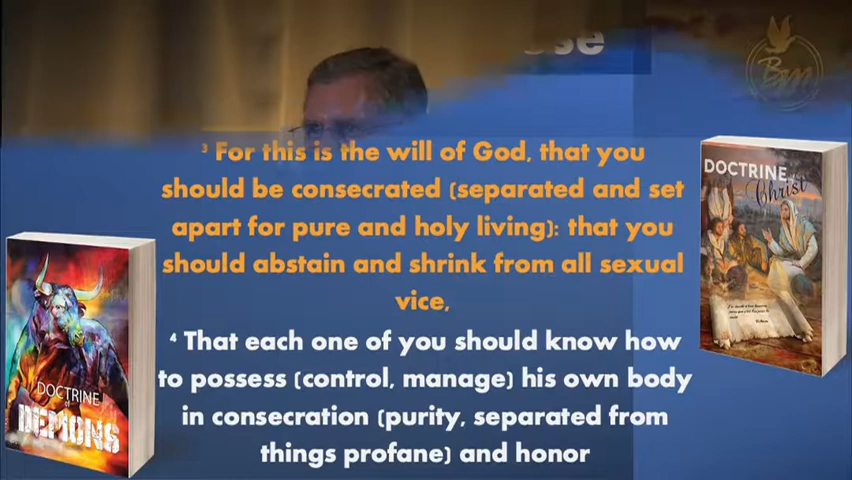 ³ For this is the will of God, that you
should be consecrated (separated and set
apart for pure and holy living): that you
should abstain and shrink from all sexual
vice,
⁴ That each one of you should know how
to possess (control, manage) his own body
in consecration (purity, separated from
things profane) and honor
DOCTRINE
of
DEMONS
DOCTRINE of
Christ
BM